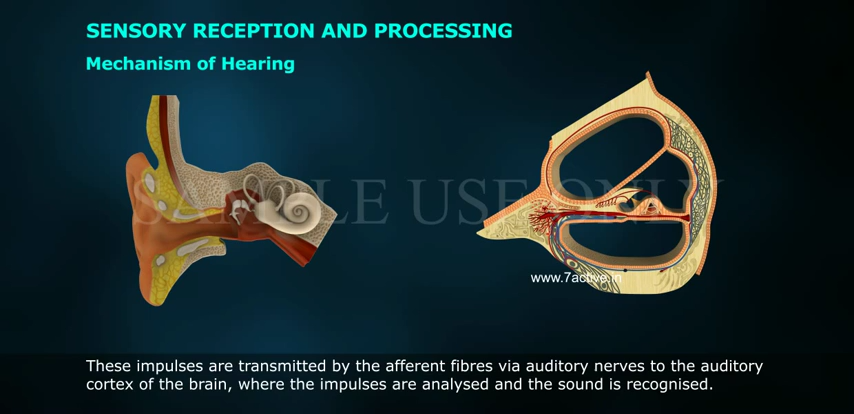 SENSORY RECEPTION AND PROCESSING
Mechanism of Hearing
SAMPLE USE ONLY
www.7active.in
These impulses are transmitted by the afferent fibres via auditory nerves to the auditory
cortex of the brain, where the impulses are analysed and the sound is recognised.